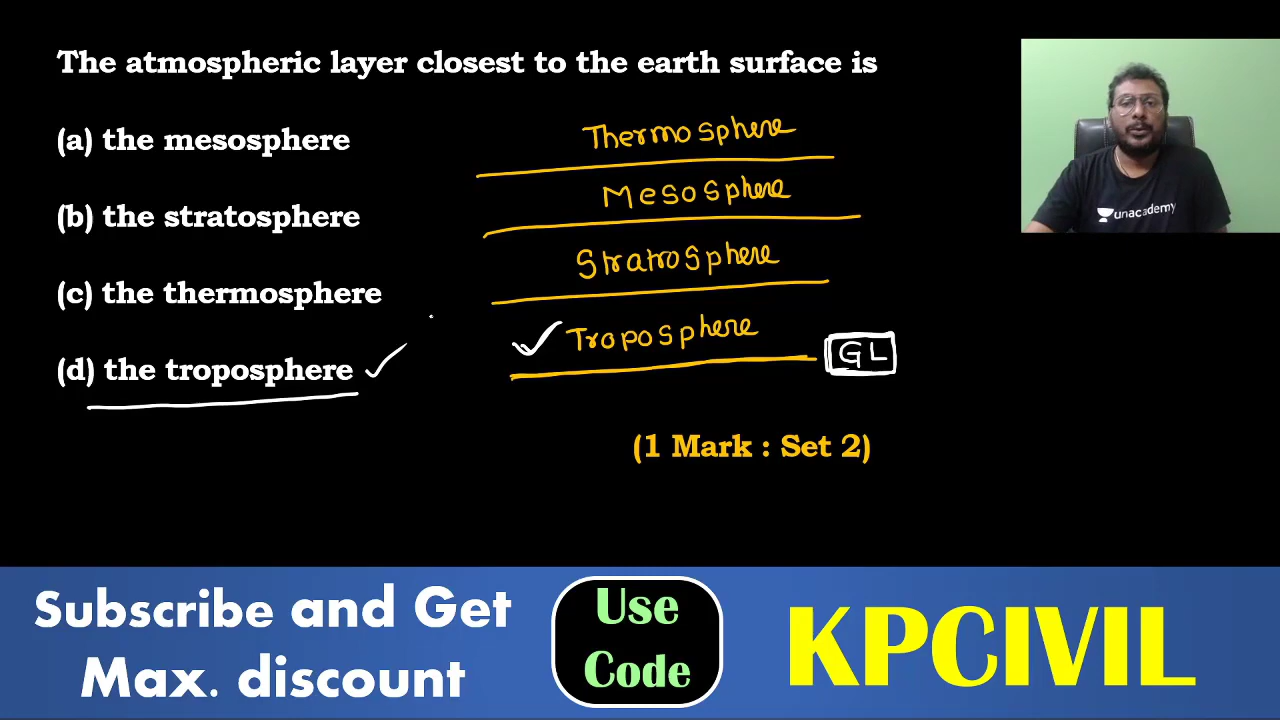 The atmospheric layer closest to the earth surface is
(a) the mesosphere
(b) the stratosphere
(c) the thermosphere
(d) the troposphere
Thermosphere
Mesosphere
Stratrosphere
Troposphere
GL
(1 Mark : Set 2)
unacademy
Subscribe and Get
Max. discount
Use
Code
KPCIVIL